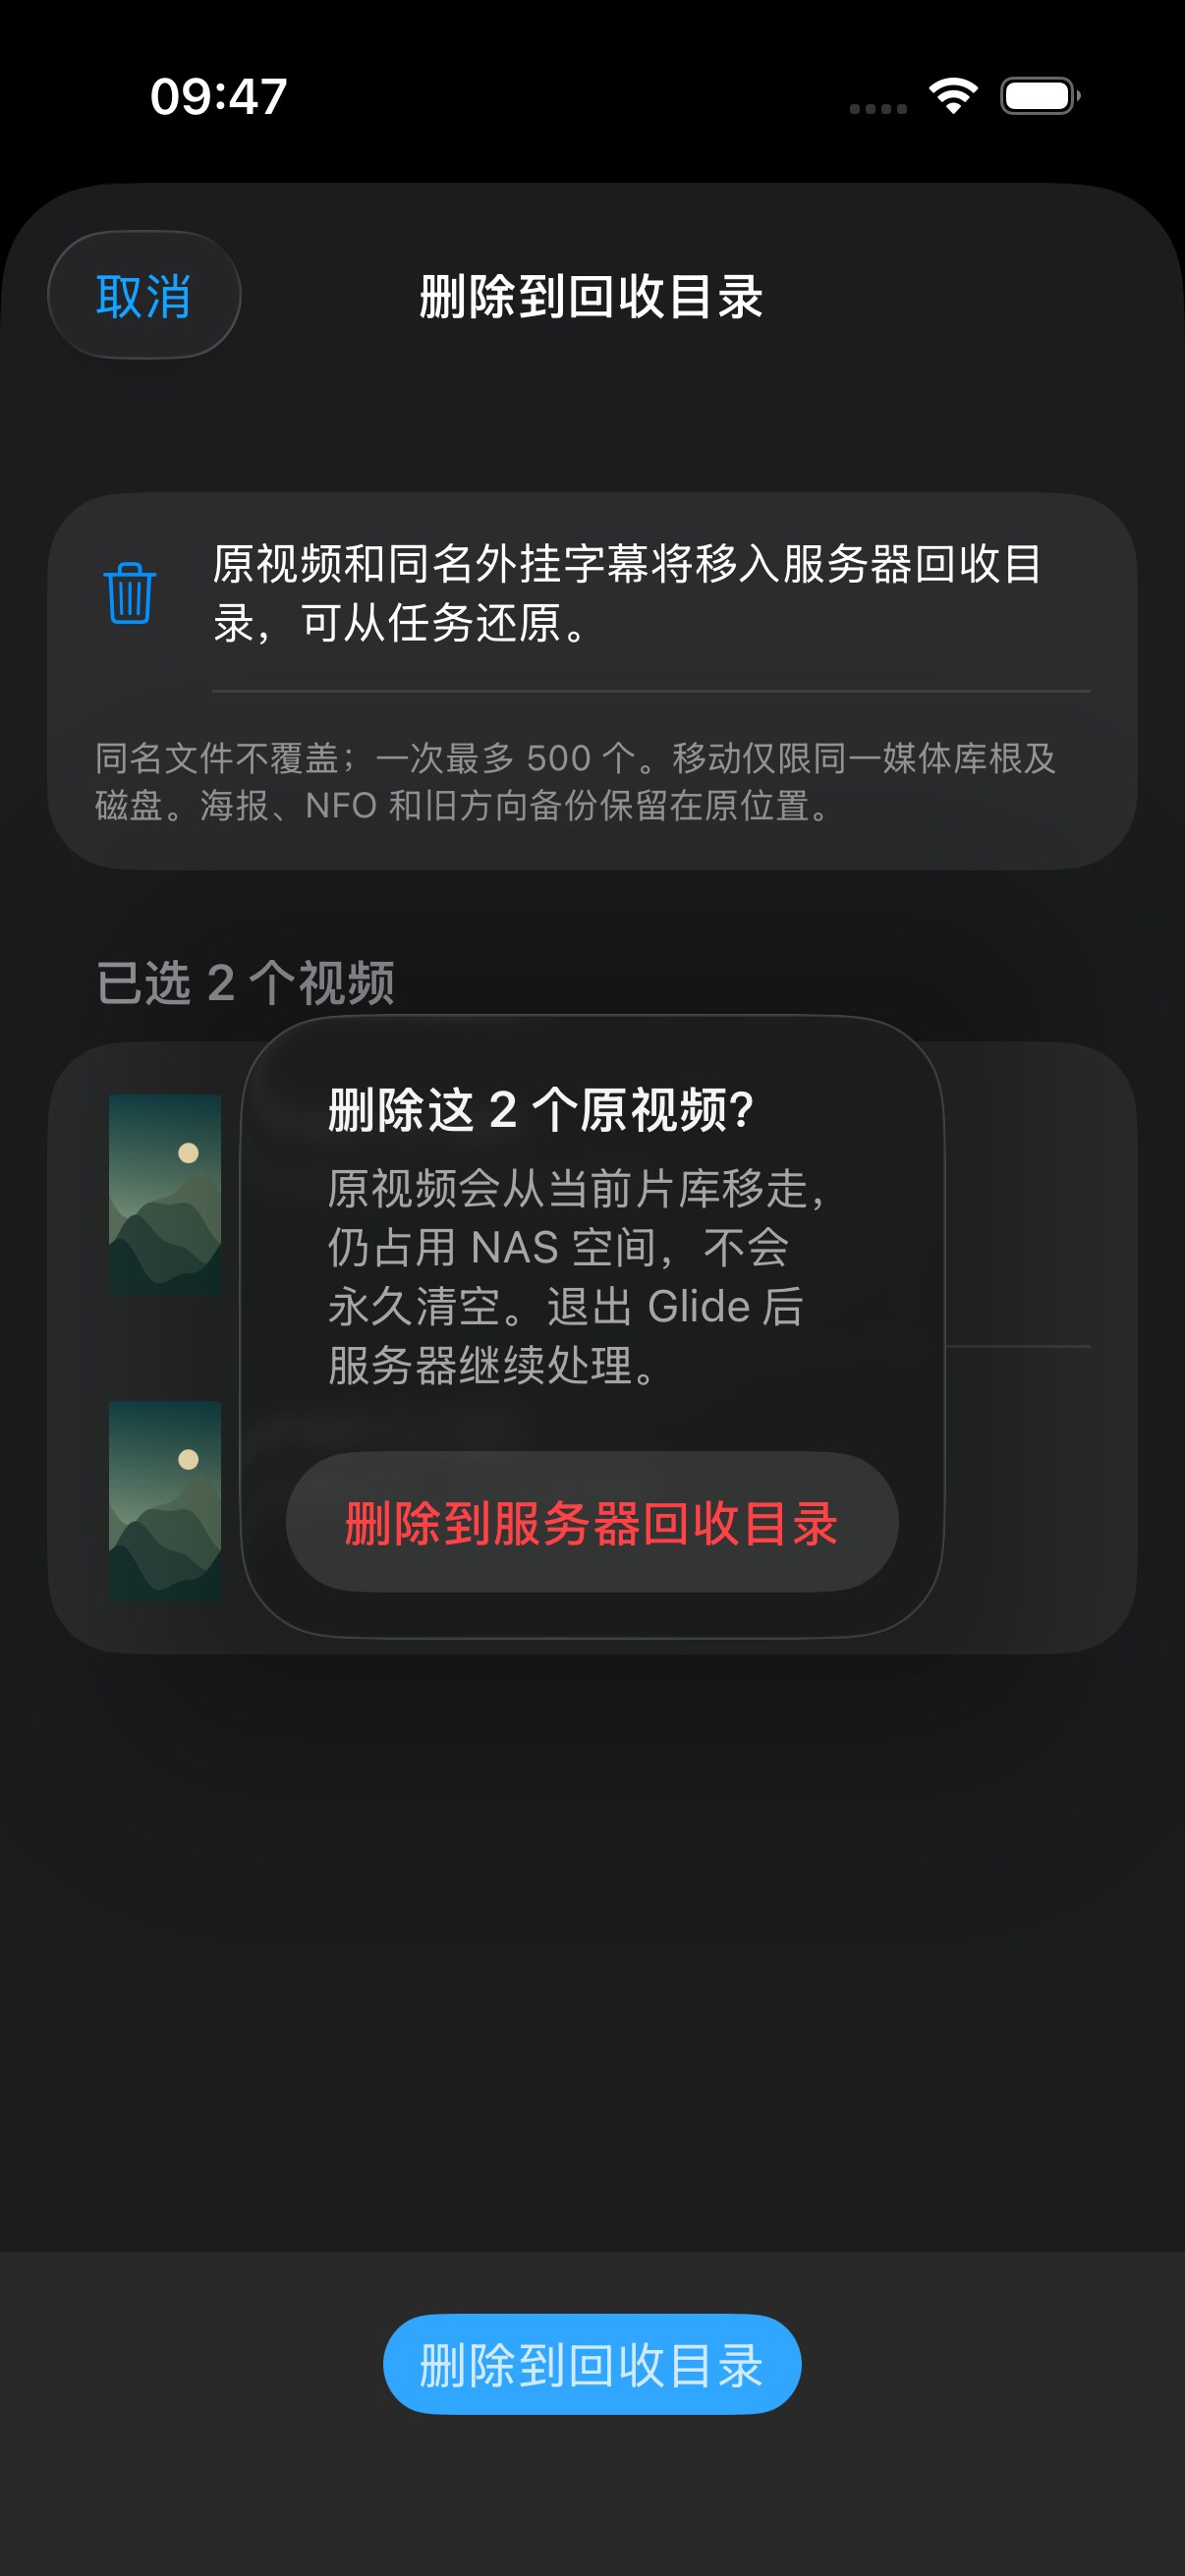 09:47
取消
删除到回收目录
原视频和同名外挂字幕将移入服务器回收目
录，可从任务还原。
同名文件不覆盖；一次最多 500 个。移动仅限同一媒体库根及
磁盘。海报、NFO 和旧方向备份保留在原位置。
已选 2 个视频
删除这 2 个原视频?
原视频会从当前片库移走，
仍占用 NAS 空间，不会
永久清空。退出 Glide 后
服务器继续处理。
删除到服务器回收目录
删除到回收目录